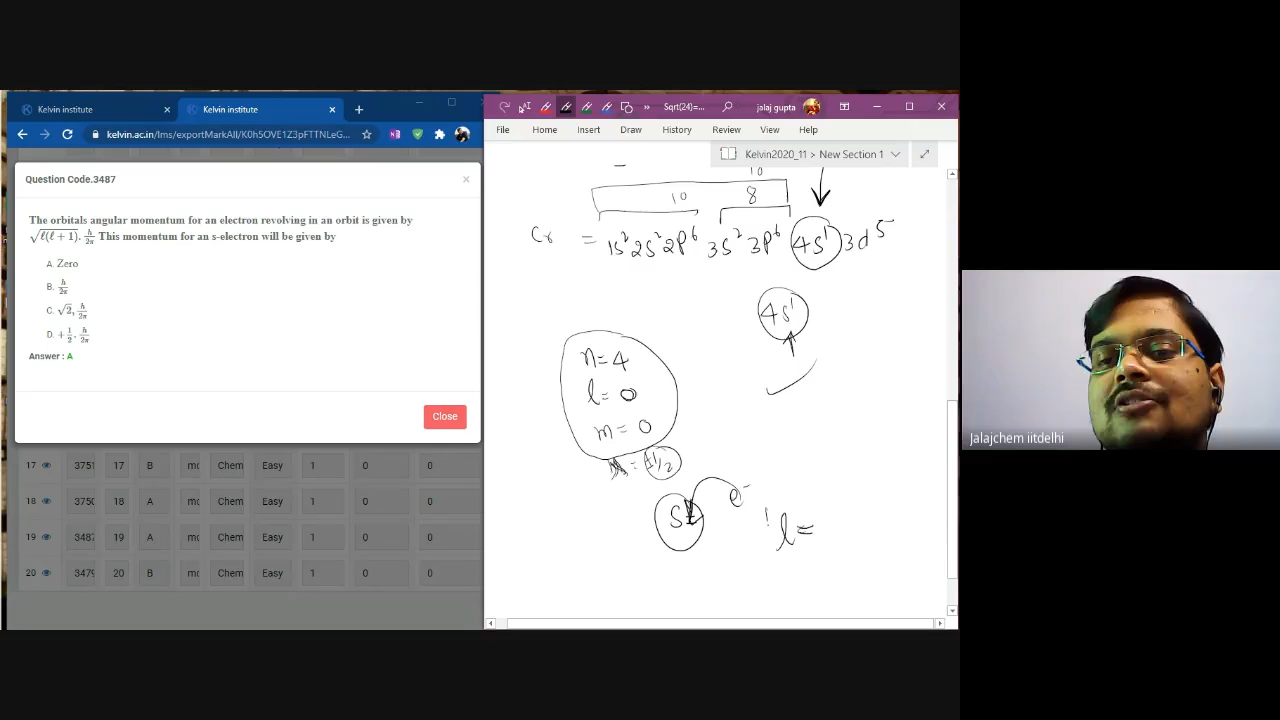 Kelvin institute
Kelvin institute
kelvin.ac.in/lms/exportMarkAll/K0h5OVE1Z3pFTTNLeG...
Question Code.3487
The orbitals angular momentum for an electron revolving in an orbit is given by
√ℓ(ℓ + 1). h/2π This momentum for an s-electron will be given by
A. Zero
B. h/2π
C. √2, h/2π
D. +1/2. h/2π
Answer : A
Close
17 3751 17 B Chem Easy 1 0 0
18 3750 18 A Chem Easy 1 0 0
19 3487 19 A Chem Easy 1 0 0
20 3479 20 B Chem Easy 1 0 0
Sqrt(24)=...
jalaj gupta
File Home Insert Draw History Review View Help
Kelvin2020_11 > New Section 1
10
10 8
Cr = 1s² 2s² 2p⁶ 3s² 3p⁶ 4s¹ 3d⁵
4s¹
n=4
l=0
m=0
= +1/2
S e⁻
l=
Jalajchem iitdelhi